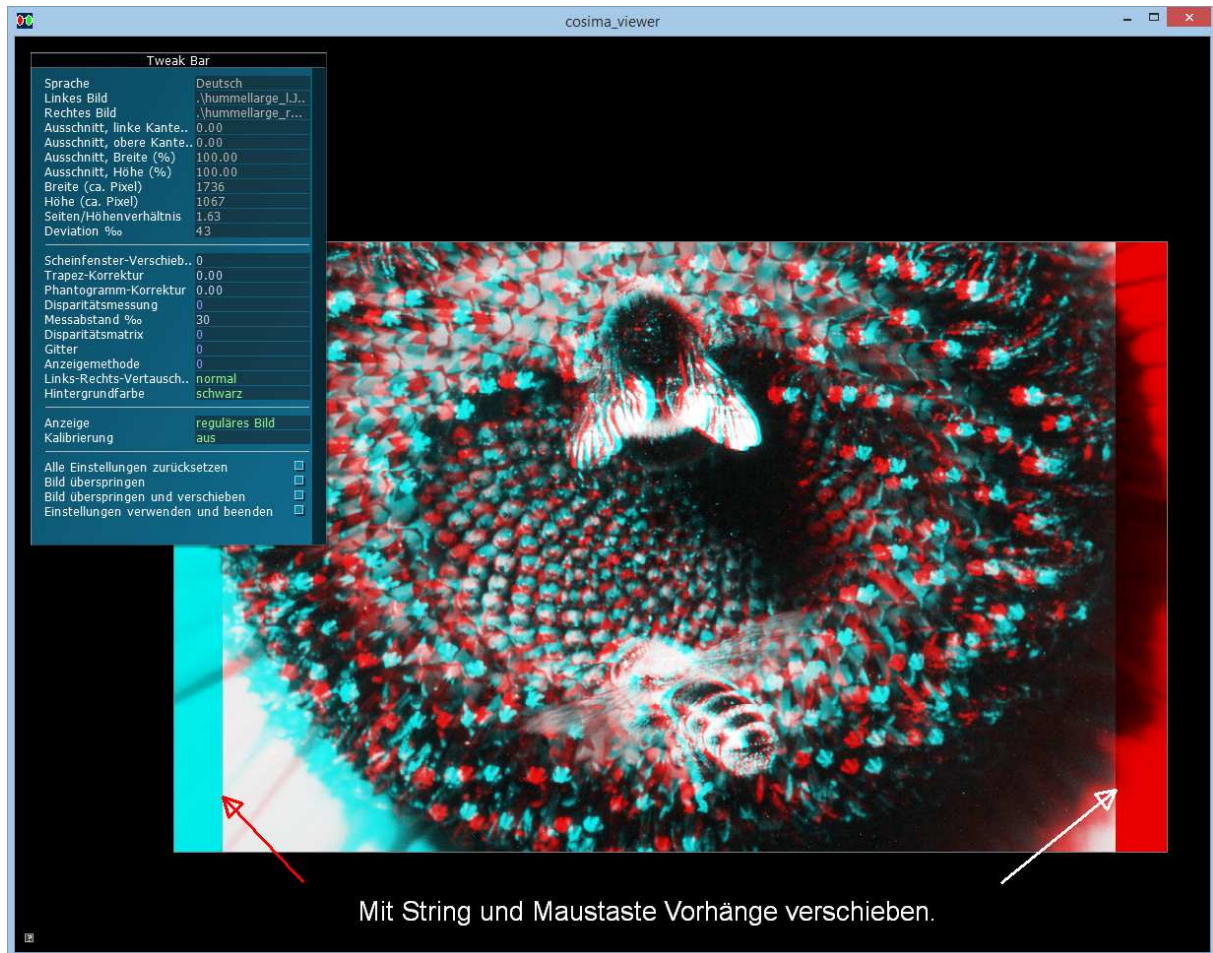 cosima_viewer
Tweak Bar
Sprache Deutsch
Linkes Bild .\hummellarge_l.J..
Rechtes Bild .\hummellarge_r...
Ausschnitt, linke Kante.. 0.00
Ausschnitt, obere Kante.. 0.00
Ausschnitt, Breite (%) 100.00
Ausschnitt, Höhe (%) 100.00
Breite (ca. Pixel) 1736
Höhe (ca. Pixel) 1067
Seiten/Höhenverhältnis 1.63
Deviation ‰ 43
Scheinfenster-Verschieb.. 0
Trapez-Korrektur 0.00
Phantogramm-Korrektur 0.00
Disparitätsmessung 0
Messabstand ‰ 30
Disparitätsmatrix 0
Gitter 0
Anzeigemethode 0
Links-Rechts-Vertausch.. normal
Hintergrundfarbe schwarz
Anzeige reguläres Bild
Kalibrierung aus
Alle Einstellungen zurücksetzen
Bild überspringen
Bild überspringen und verschieben
Einstellungen verwenden und beenden
Mit String und Maustaste Vorhänge verschieben.
?